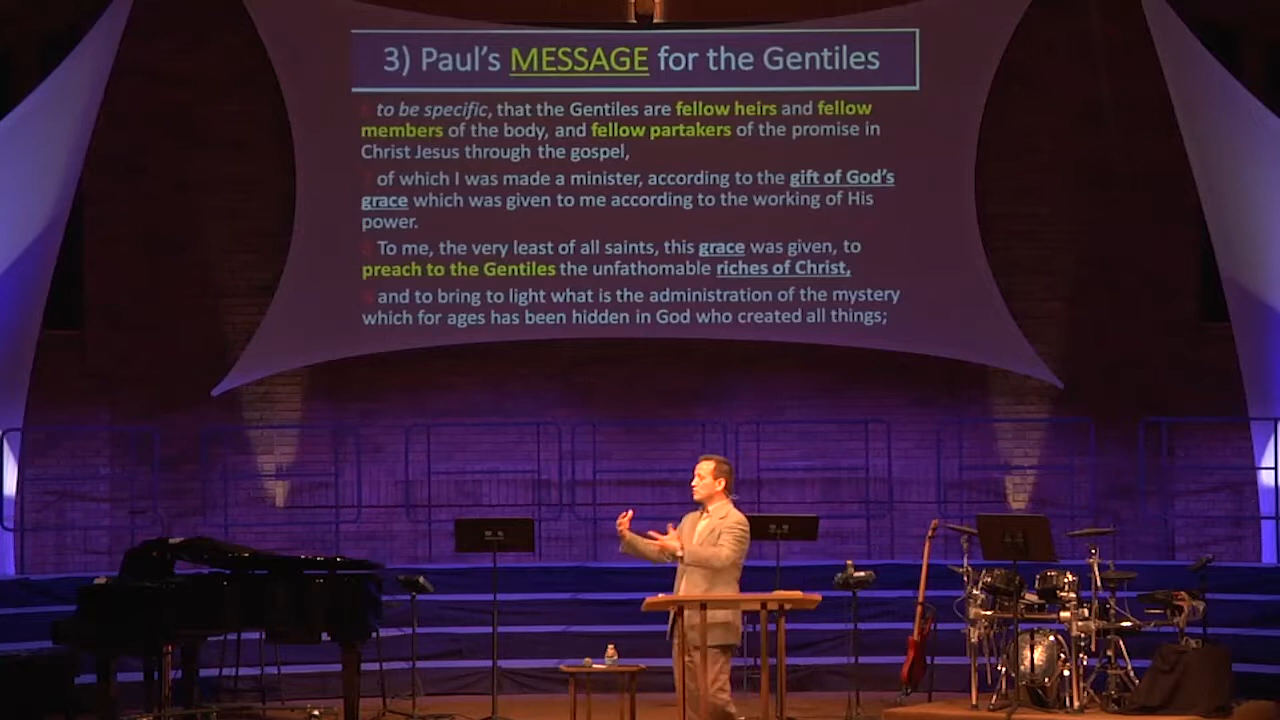 3) Paul's MESSAGE for the Gentiles
to be specific, that the Gentiles are fellow heirs and fellow
members of the body, and fellow partakers of the promise in
Christ Jesus through the gospel,
of which I was made a minister, according to the gift of God's
grace which was given to me according to the working of His
power.
To me, the very least of all saints, this grace was given, to
preach to the Gentiles the unfathomable riches of Christ,
and to bring to light what is the administration of the mystery
which for ages has been hidden in God who created all things;